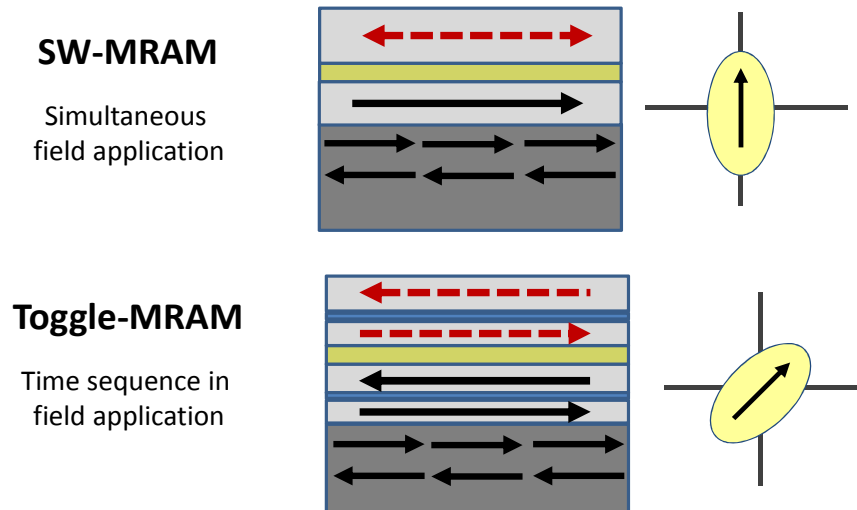 SW-MRAM
Simultaneous
field application
Toggle-MRAM
Time sequence in
field application